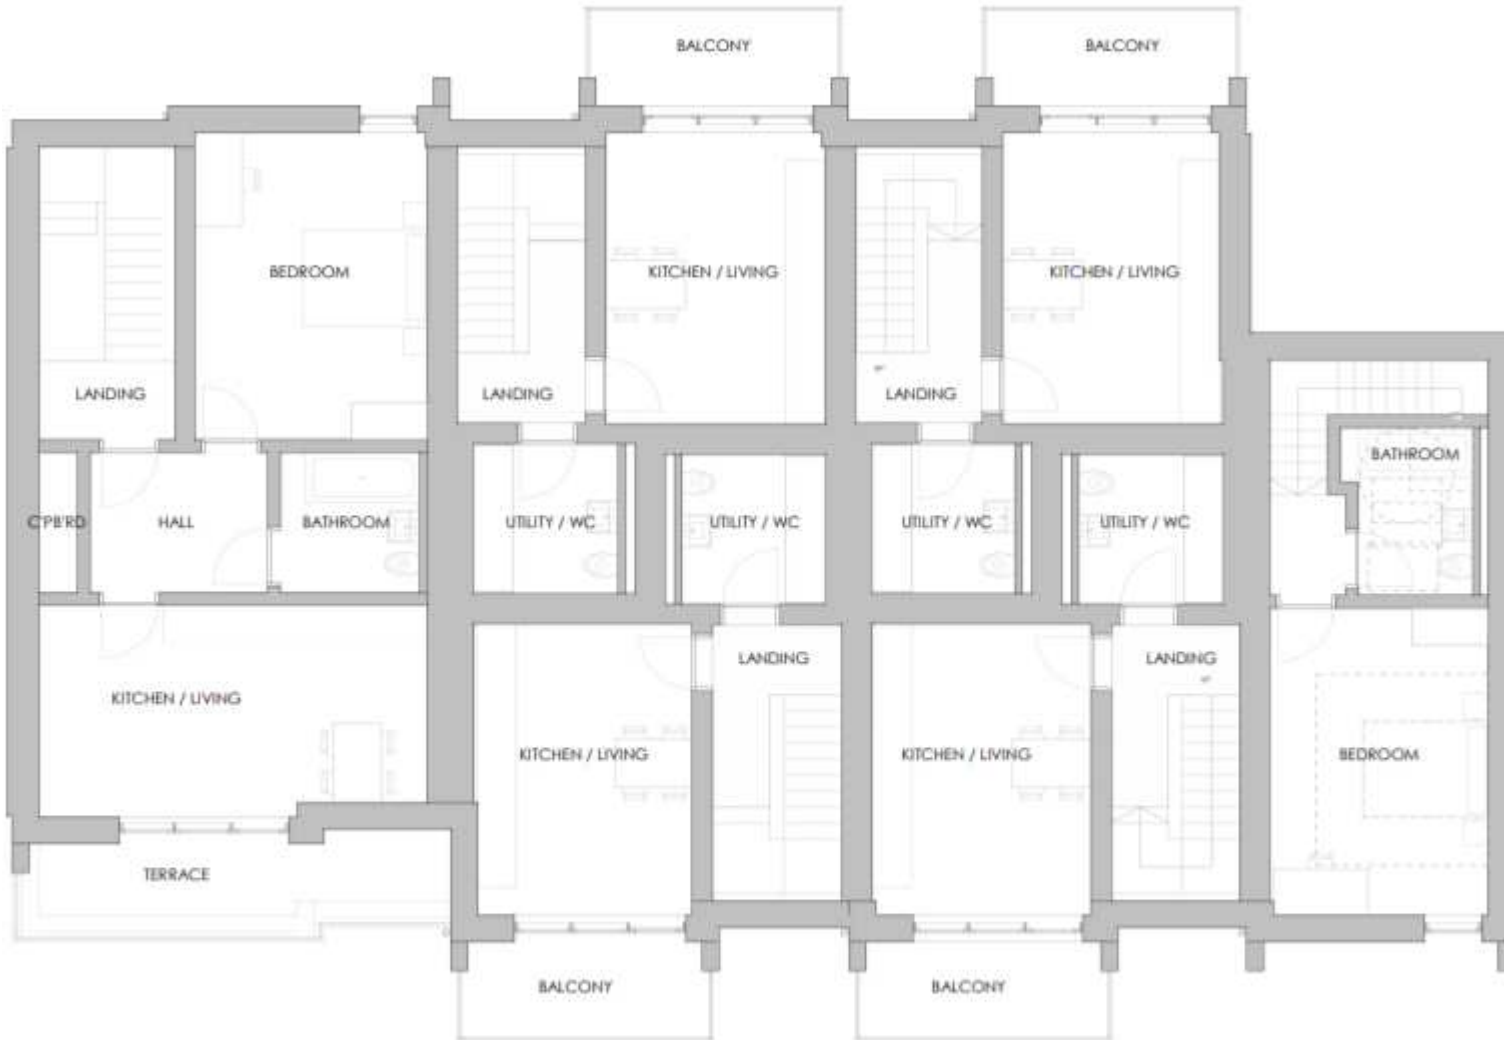 BALCONY
BALCONY
BEDROOM
KITCHEN / LIVING
KITCHEN / LIVING
LANDING
LANDING
LANDING
BATHROOM
C'PB'RD
HALL
BATHROOM
UTILITY / WC
UTILITY / WC
UTILITY / WC
UTILITY / WC
LANDING
LANDING
KITCHEN / LIVING
KITCHEN / LIVING
KITCHEN / LIVING
BEDROOM
TERRACE
BALCONY
BALCONY